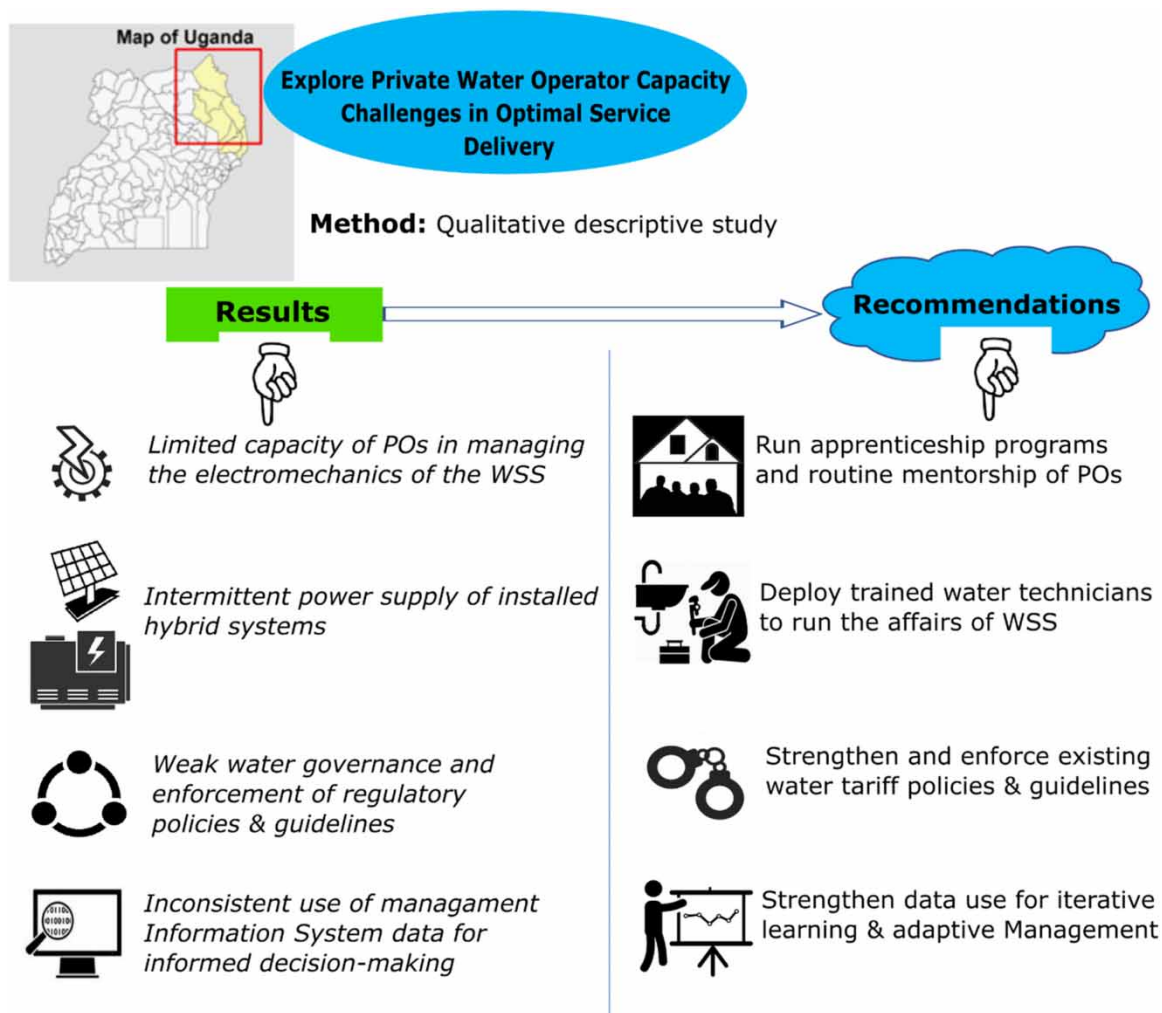 Map of Uganda
Explore Private Water Operator Capacity
Challenges in Optimal Service
Delivery
Method: Qualitative descriptive study
Results
Limited capacity of POs in managing
the electromechanics of the WSS
Intermittent power supply of installed
hybrid systems
Weak water governance and
enforcement of regulatory
policies & guidelines
Inconsistent use of managament
Information System data for
informed decision-making
Recommendations
Run apprenticeship programs
and routine mentorship of POs
Deploy trained water technicians
to run the affairs of WSS
Strengthen and enforce existing
water tariff policies & guidelines
Strengthen data use for iterative
learning & adaptive Management